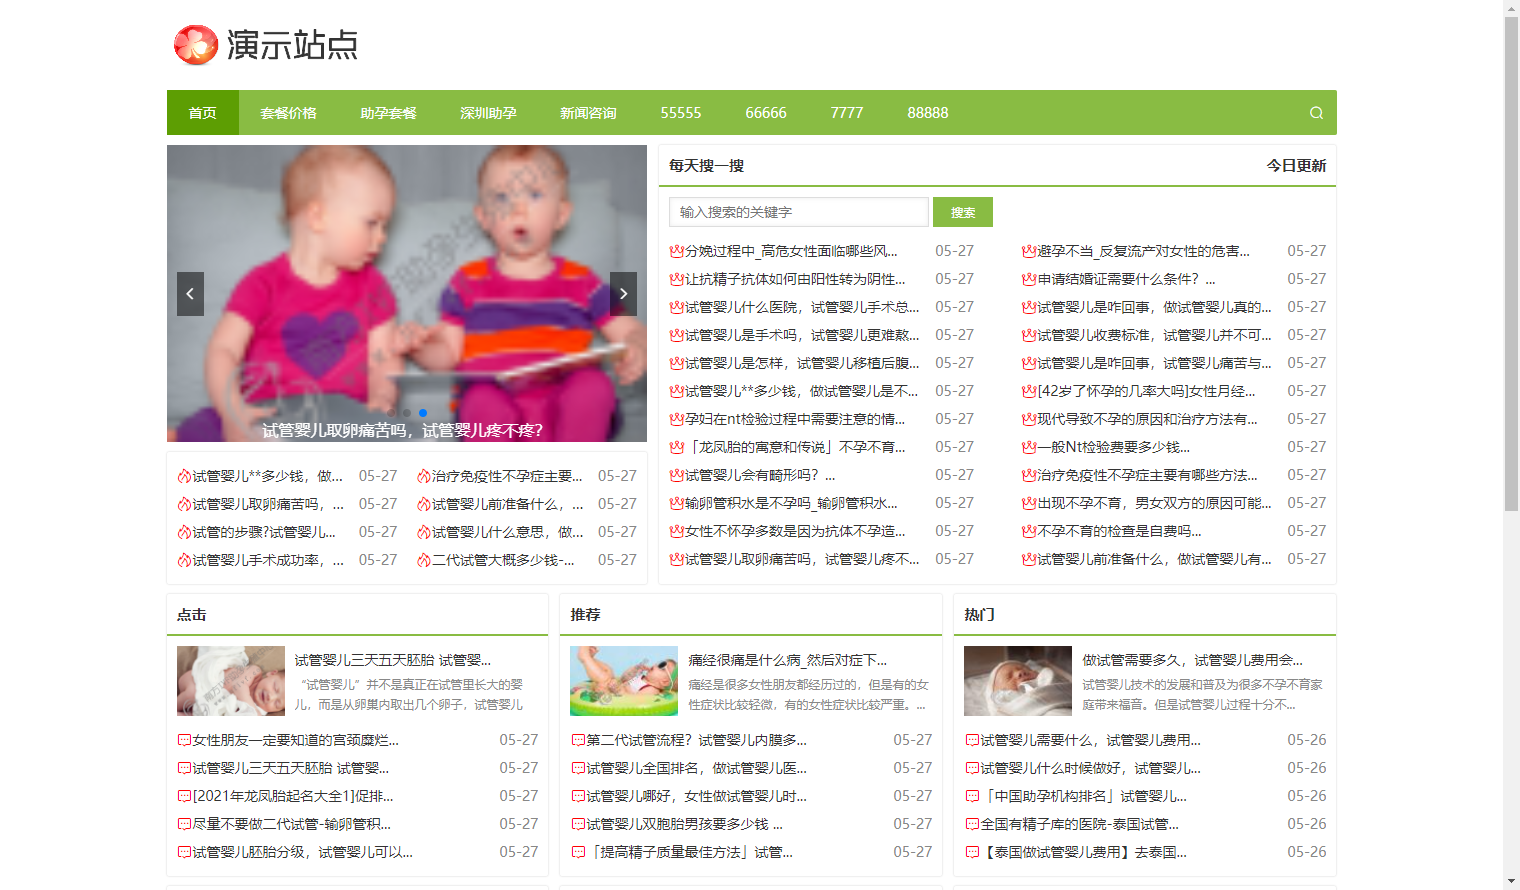 演示站点
首页 套餐价格 助孕套餐 深圳助孕 新闻咨询 55555 66666 7777 88888
试管婴儿取卵痛苦吗，试管婴儿疼不疼?
试管婴儿**多少钱，做... 05-27 治疗免疫性不孕症主要... 05-27
试管婴儿取卵痛苦吗，... 05-27 试管婴儿前准备什么，... 05-27
试管的步骤?试管婴儿... 05-27 试管婴儿什么意思，做... 05-27
试管婴儿手术成功率，... 05-27 二代试管大概多少钱-... 05-27
每天搜一搜 今日更新
输入搜索的关键字 搜索
分娩过程中_高危女性面临哪些风... 05-27 避孕不当_反复流产对女性的危害... 05-27
让抗精子抗体如何由阳性转为阴性... 05-27 申请结婚证需要什么条件？... 05-27
试管婴儿什么医院，试管婴儿手术总... 05-27 试管婴儿是咋回事，做试管婴儿真的... 05-27
试管婴儿是手术吗，试管婴儿更难熬... 05-27 试管婴儿收费标准，试管婴儿并不可... 05-27
试管婴儿是怎样，试管婴儿移植后腹... 05-27 试管婴儿是咋回事，试管婴儿痛苦与... 05-27
试管婴儿**多少钱，做试管婴儿是不... 05-27 [42岁了怀孕的几率大吗]女性月经... 05-27
孕妇在nt检验过程中需要注意的情... 05-27 现代导致不孕的原因和治疗方法有... 05-27
「龙凤胎的寓意和传说」不孕不育... 05-27 一般Nt检验费要多少钱... 05-27
试管婴儿会有畸形吗？... 05-27 治疗免疫性不孕症主要有哪些方法... 05-27
输卵管积水是不孕吗_输卵管积水... 05-27 出现不孕不育，男女双方的原因可能... 05-27
女性不怀孕多数是因为抗体不孕造... 05-27 不孕不育的检查是自费吗... 05-27
试管婴儿取卵痛苦吗，试管婴儿疼不... 05-27 试管婴儿前准备什么，做试管婴儿有... 05-27
点击
试管婴儿三天五天胚胎 试管婴...
“试管婴儿”并不是真正在试管里长大的婴
儿，而是从卵巢内取出几个卵子，试管婴儿
女性朋友一定要知道的宫颈糜烂... 05-27
试管婴儿三天五天胚胎 试管婴... 05-27
[2021年龙凤胎起名大全1]促排... 05-27
尽量不要做二代试管-输卵管积... 05-27
试管婴儿胚胎分级，试管婴儿可以... 05-27
推荐
痛经很痛是什么病_然后对症下...
痛经是很多女性朋友都经历过的，但是有的女
性症状比较轻微，有的女性症状比较严重。...
第二代试管流程？试管婴儿内膜多... 05-27
试管婴儿全国排名，做试管婴儿医... 05-27
试管婴儿哪好，女性做试管婴儿时... 05-27
试管婴儿双胞胎男孩要多少钱 ... 05-27
「提高精子质量最佳方法」试管... 05-27
热门
做试管需要多久，试管婴儿费用会...
试管婴儿技术的发展和普及为很多不孕不育家
庭带来福音。但是试管婴儿过程十分不...
试管婴儿需要什么，试管婴儿费用... 05-26
试管婴儿什么时候做好，试管婴儿... 05-26
「中国助孕机构排名」试管婴儿... 05-26
全国有精子库的医院-泰国试管... 05-26
【泰国做试管婴儿费用】去泰国... 05-26